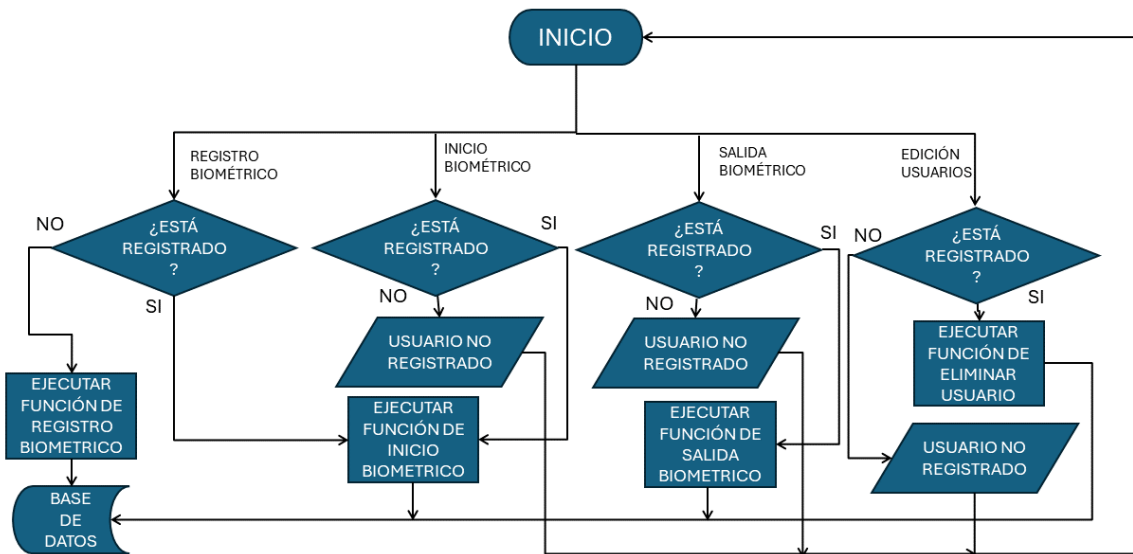 INICIO
REGISTRO
BIOMÉTRICO
INICIO
BIOMÉTRICO
SALIDA
BIOMÉTRICO
EDICIÓN
USUARIOS
NO
¿ESTÁ
REGISTRADO
?
SI
¿ESTÁ
REGISTRADO
?
SI
NO
¿ESTÁ
REGISTRADO
?
SI
NO
NO
¿ESTÁ
REGISTRADO
?
SI
USUARIO NO
REGISTRADO
USUARIO NO
REGISTRADO
EJECUTAR
FUNCIÓN DE
ELIMINAR
USUARIO
EJECUTAR
FUNCIÓN DE
REGISTRO
BIOMETRICO
EJECUTAR
FUNCIÓN DE
INICIO
BIOMETRICO
EJECUTAR
FUNCIÓN DE
SALIDA
BIOMETRICO
USUARIO NO
REGISTRADO
BASE
DE
DATOS